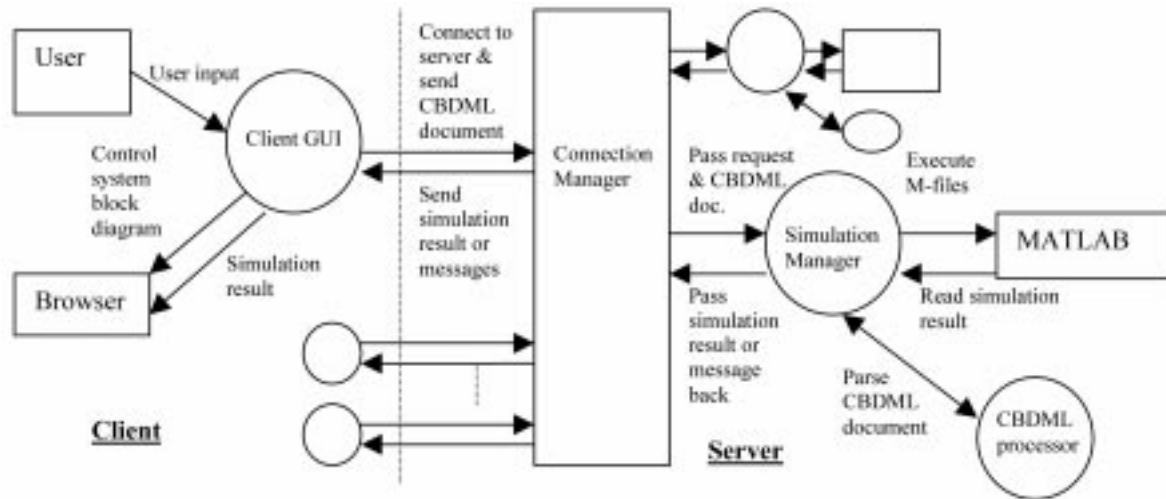 User
User input
Client GUI
Control
system
block
diagram
Simulation
result
Browser
Client
Connect to
server &
send
CBDML
document
Send
simulation
result or
messages
Connection
Manager
Pass request
& CBDML
doc.
Execute
M-files
Simulation
Manager
MATLAB
Pass
simulation
result or
message
back
Read simulation
result
Parse
CBDML
document
CBDML
processor
Server